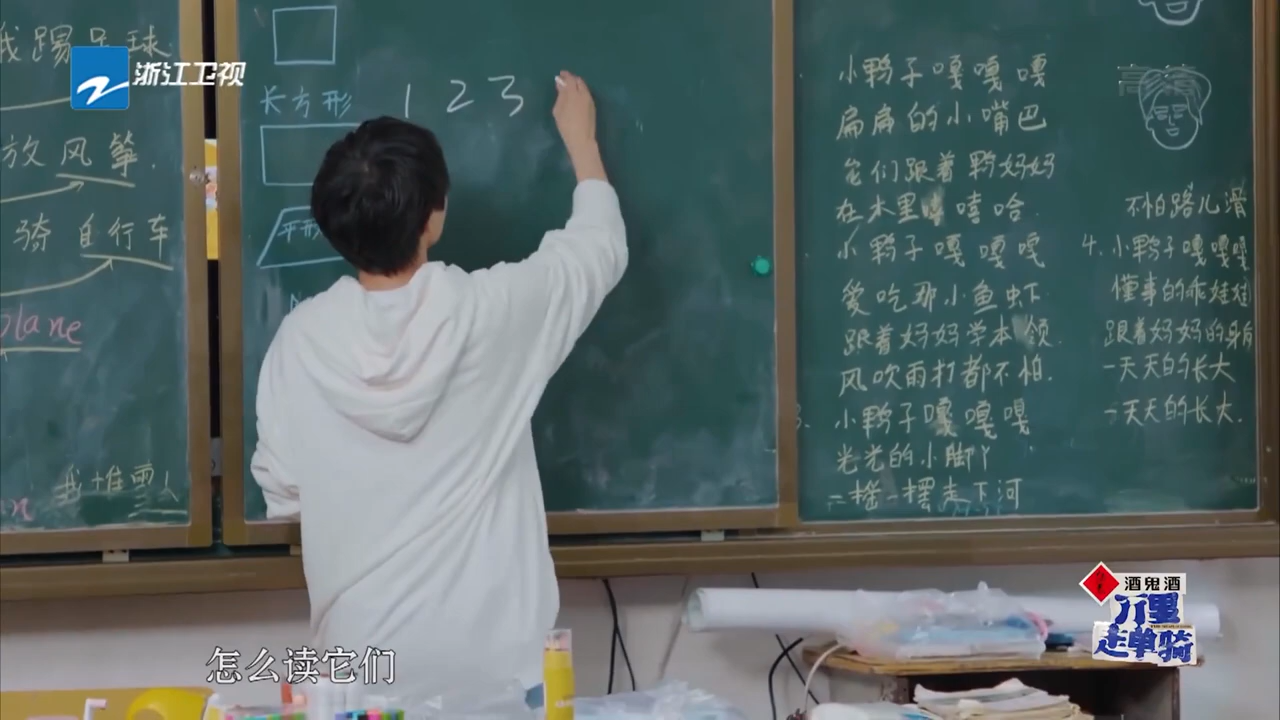 我踢足球
浙江卫视
放风筝.
骑自行车
plane
我堆雪人
长方形
1 2 3
平形
小鸭子嘎嘎嘎
扁扁的小嘴巴
它们跟着鸭妈妈
在水里 嘻哈
小鸭子嘎嘎嘎
爱吃那小鱼虾
跟着妈妈学本领.
风吹雨打都不怕.
3. 小鸭子嘎嘎嘎
光光的小脚丫
一摇一摆走下河
不怕路儿滑
4.小鸭子嘎嘎嘎
懂事的乖娃娃
跟着妈妈的身
一天天的长大
一天天的长大.
怎么读它们
酒鬼酒
万里
走单骑